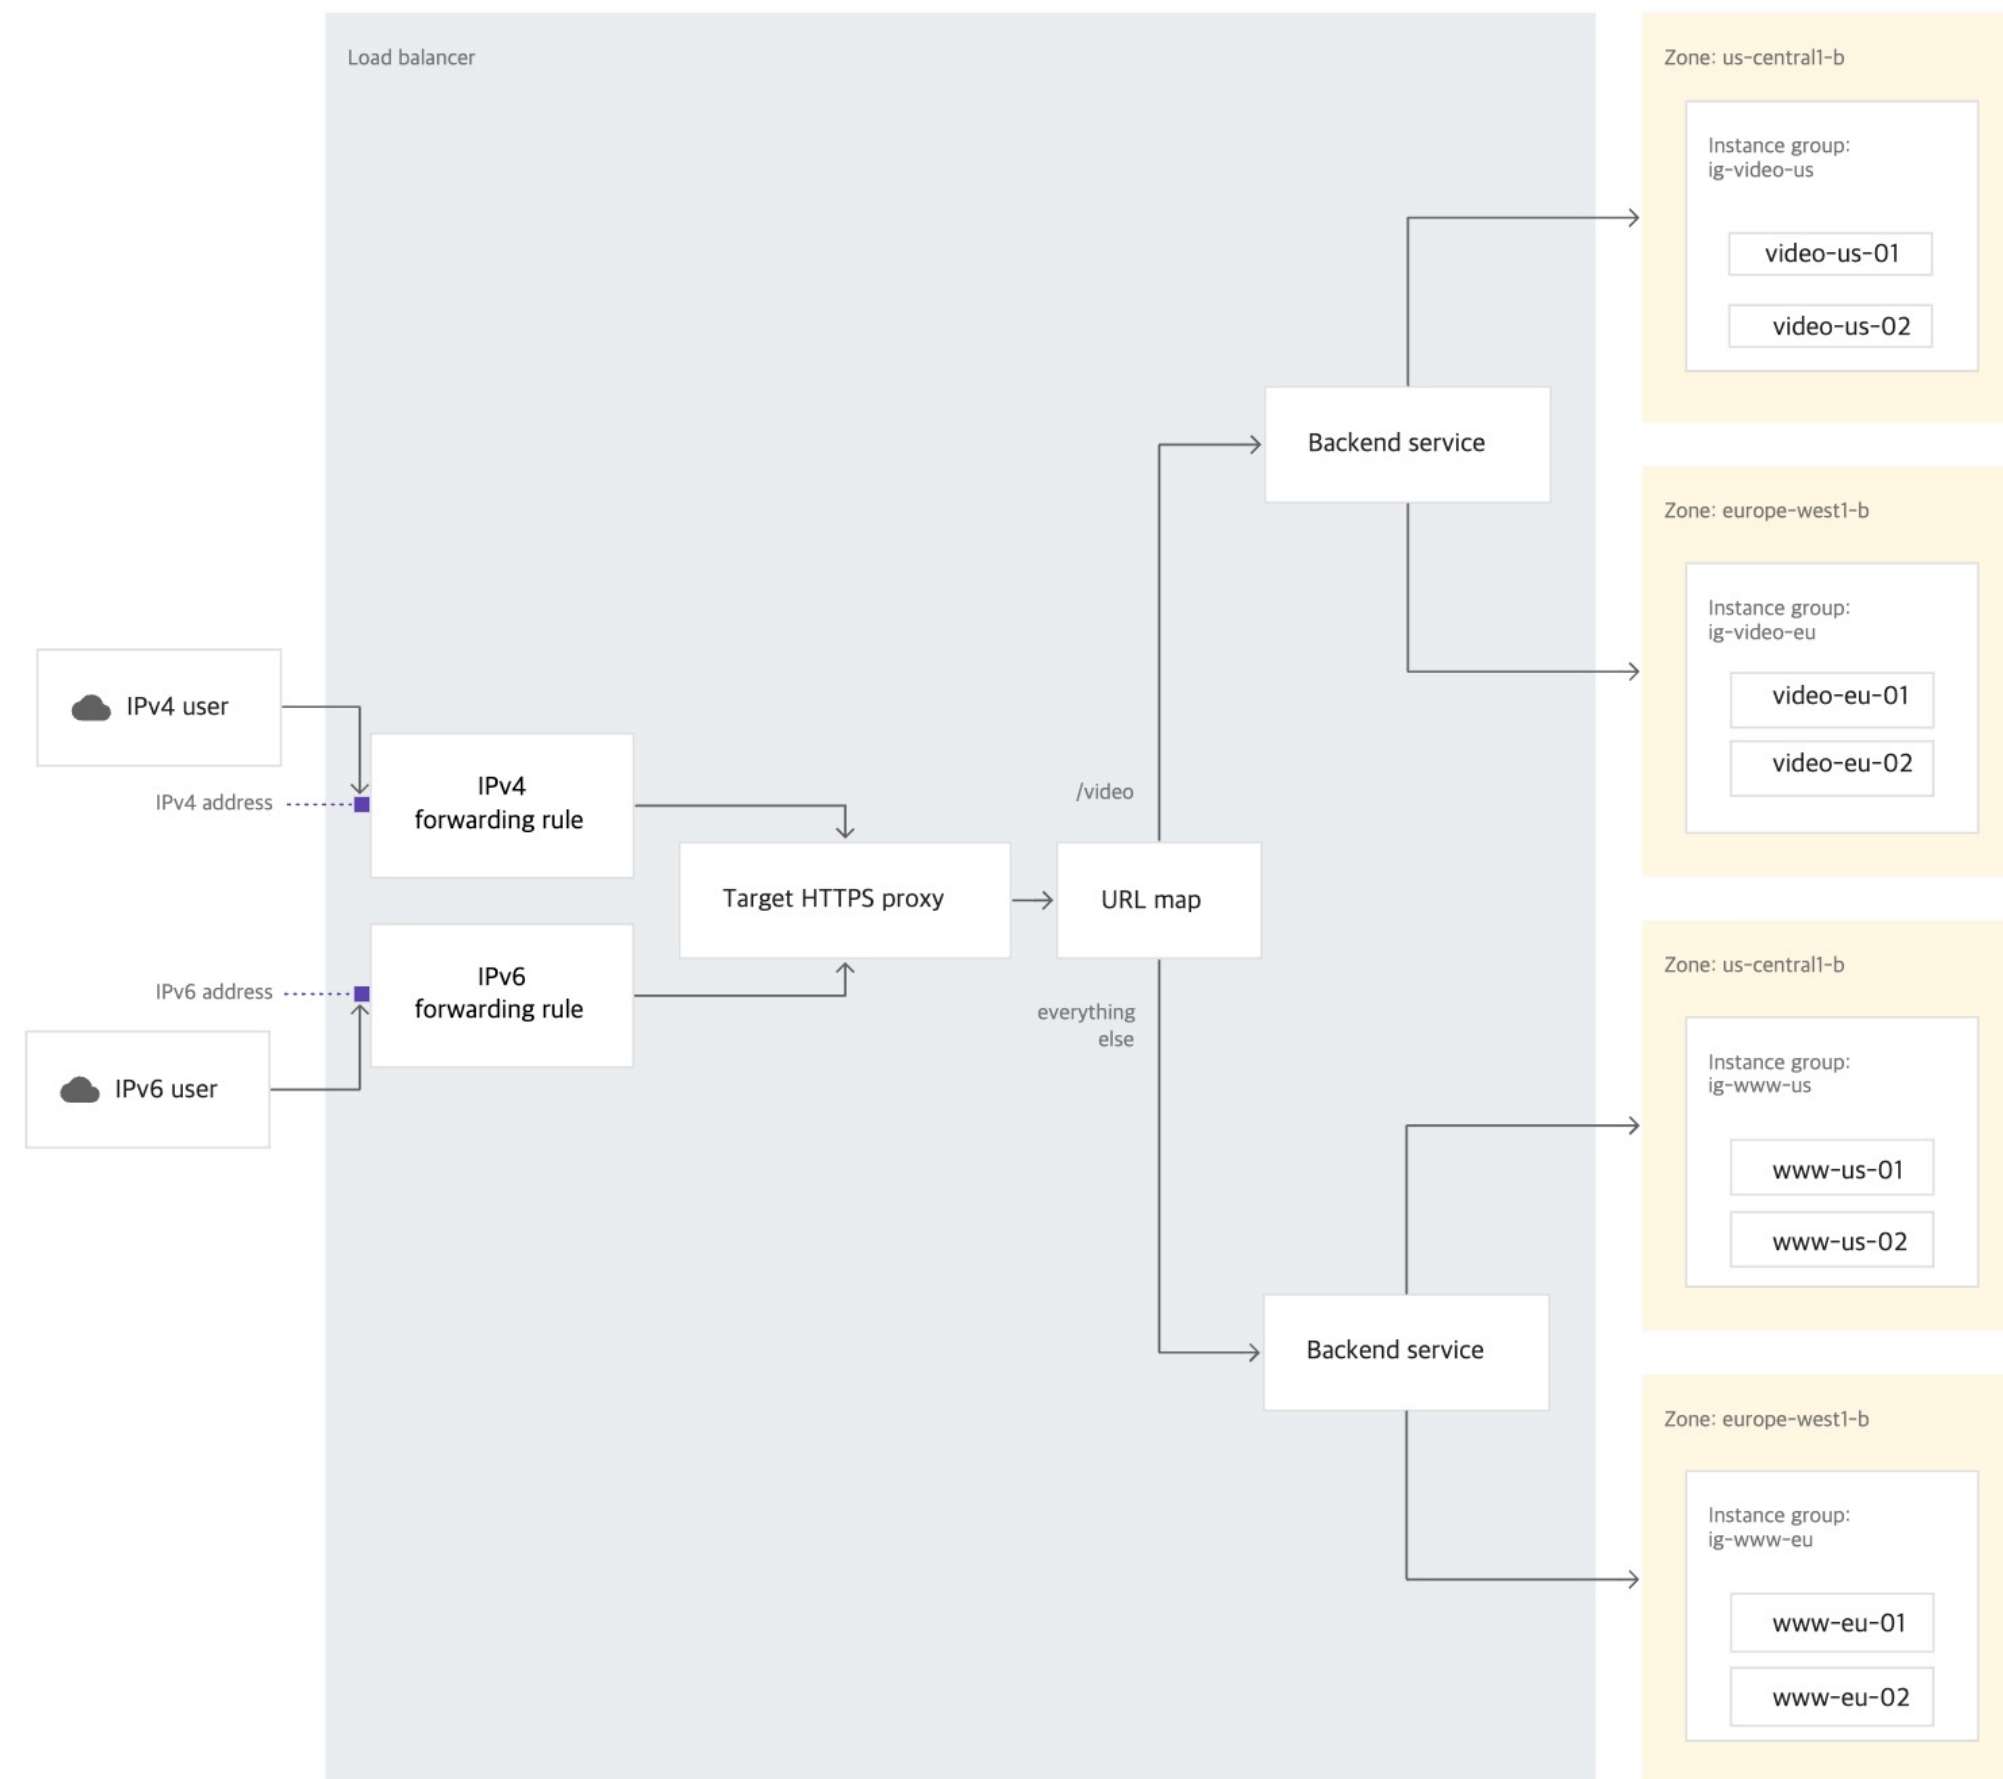 Load balancer
Zone: us-central1-b
Instance group:
ig-video-us
video-us-01
video-us-02
Backend service
Zone: europe-west1-b
Instance group:
ig-video-eu
video-eu-01
video-eu-02
IPv4 user
IPv4 address
IPv4
forwarding rule
/video
Target HTTPS proxy
URL map
IPv6 address
IPv6
forwarding rule
everything
else
IPv6 user
Zone: us-central1-b
Instance group:
ig-www-us
www-us-01
www-us-02
Backend service
Zone: europe-west1-b
Instance group:
ig-www-eu
www-eu-01
www-eu-02